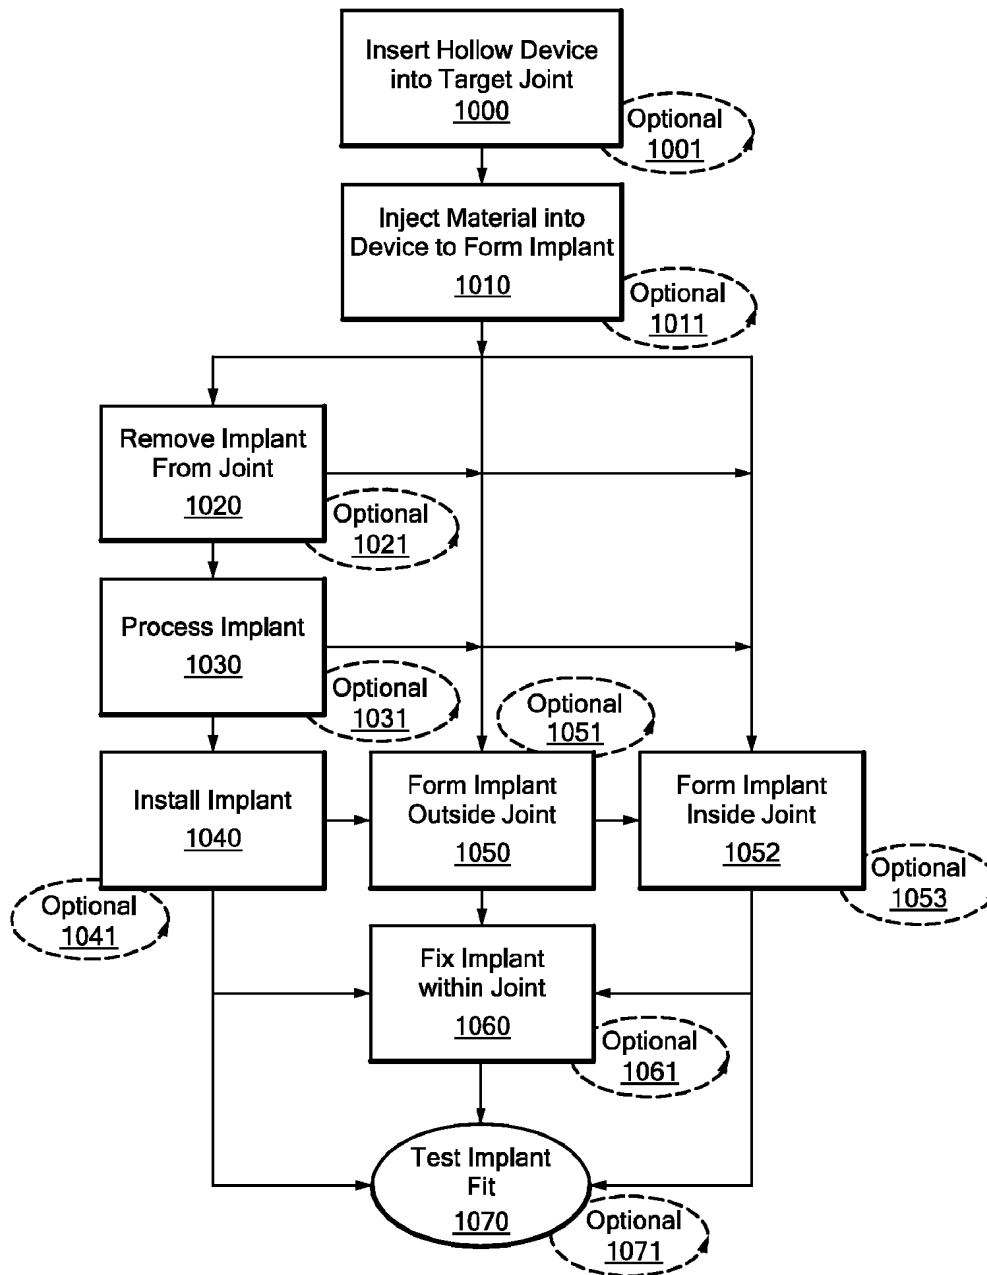 Insert Hollow Device
into Target Joint
1000
Optional
1001
Inject Material into
Device to Form Implant
1010
Optional
1011
Remove Implant
From Joint
1020
Optional
1021
Process Implant
1030
Optional
1031
Optional
1051
Install Implant
1040
Optional
1041
Form Implant
Outside Joint
1050
Form Implant
Inside Joint
1052
Optional
1053
Fix Implant
within Joint
1060
Optional
1061
Test Implant
Fit
1070
Optional
1071